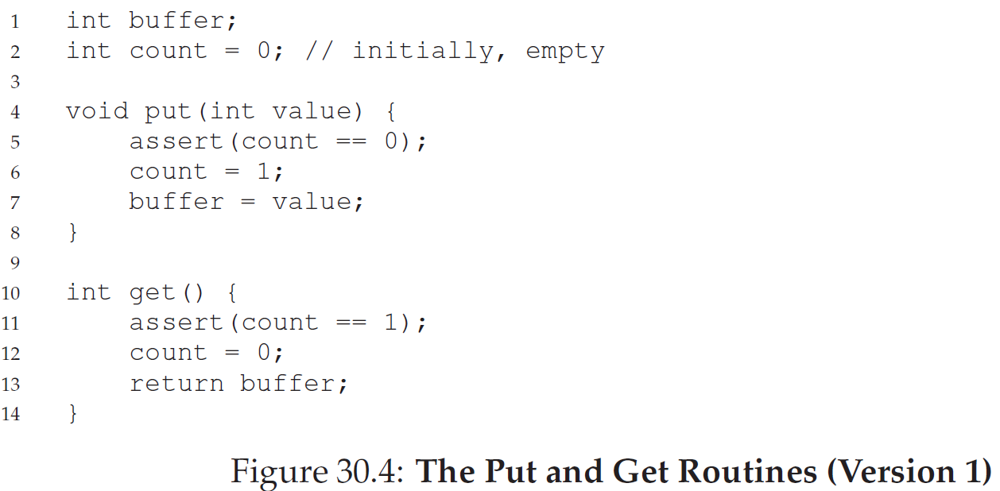 1 int buffer;
2 int count = 0; // initially, empty
3
4 void put(int value) {
5     assert(count == 0);
6     count = 1;
7     buffer = value;
8 }
9
10 int get() {
11     assert(count == 1);
12     count = 0;
13     return buffer;
14 }
Figure 30.4: The Put and Get Routines (Version 1)